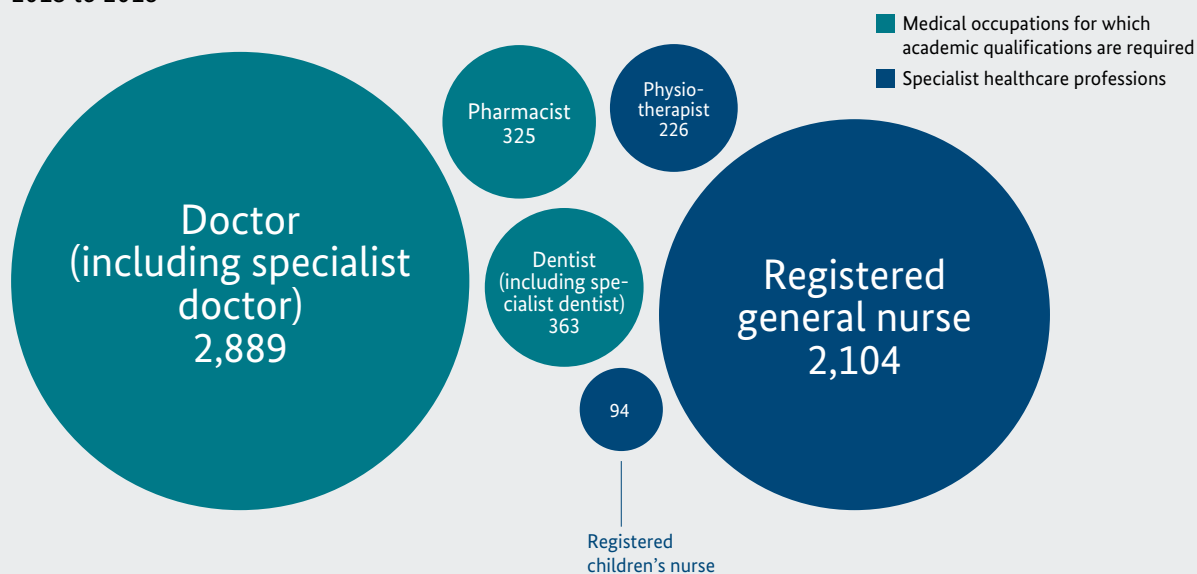 Medical occupations for which
academic qualifications are required
Specialist healthcare professions
Doctor
(including specialist
doctor)
2,889
Pharmacist
325
Physio-
therapist
226
Dentist
(including spe-
cialist dentist)
363
Registered
general nurse
2,104
94
Registered
children's nurse